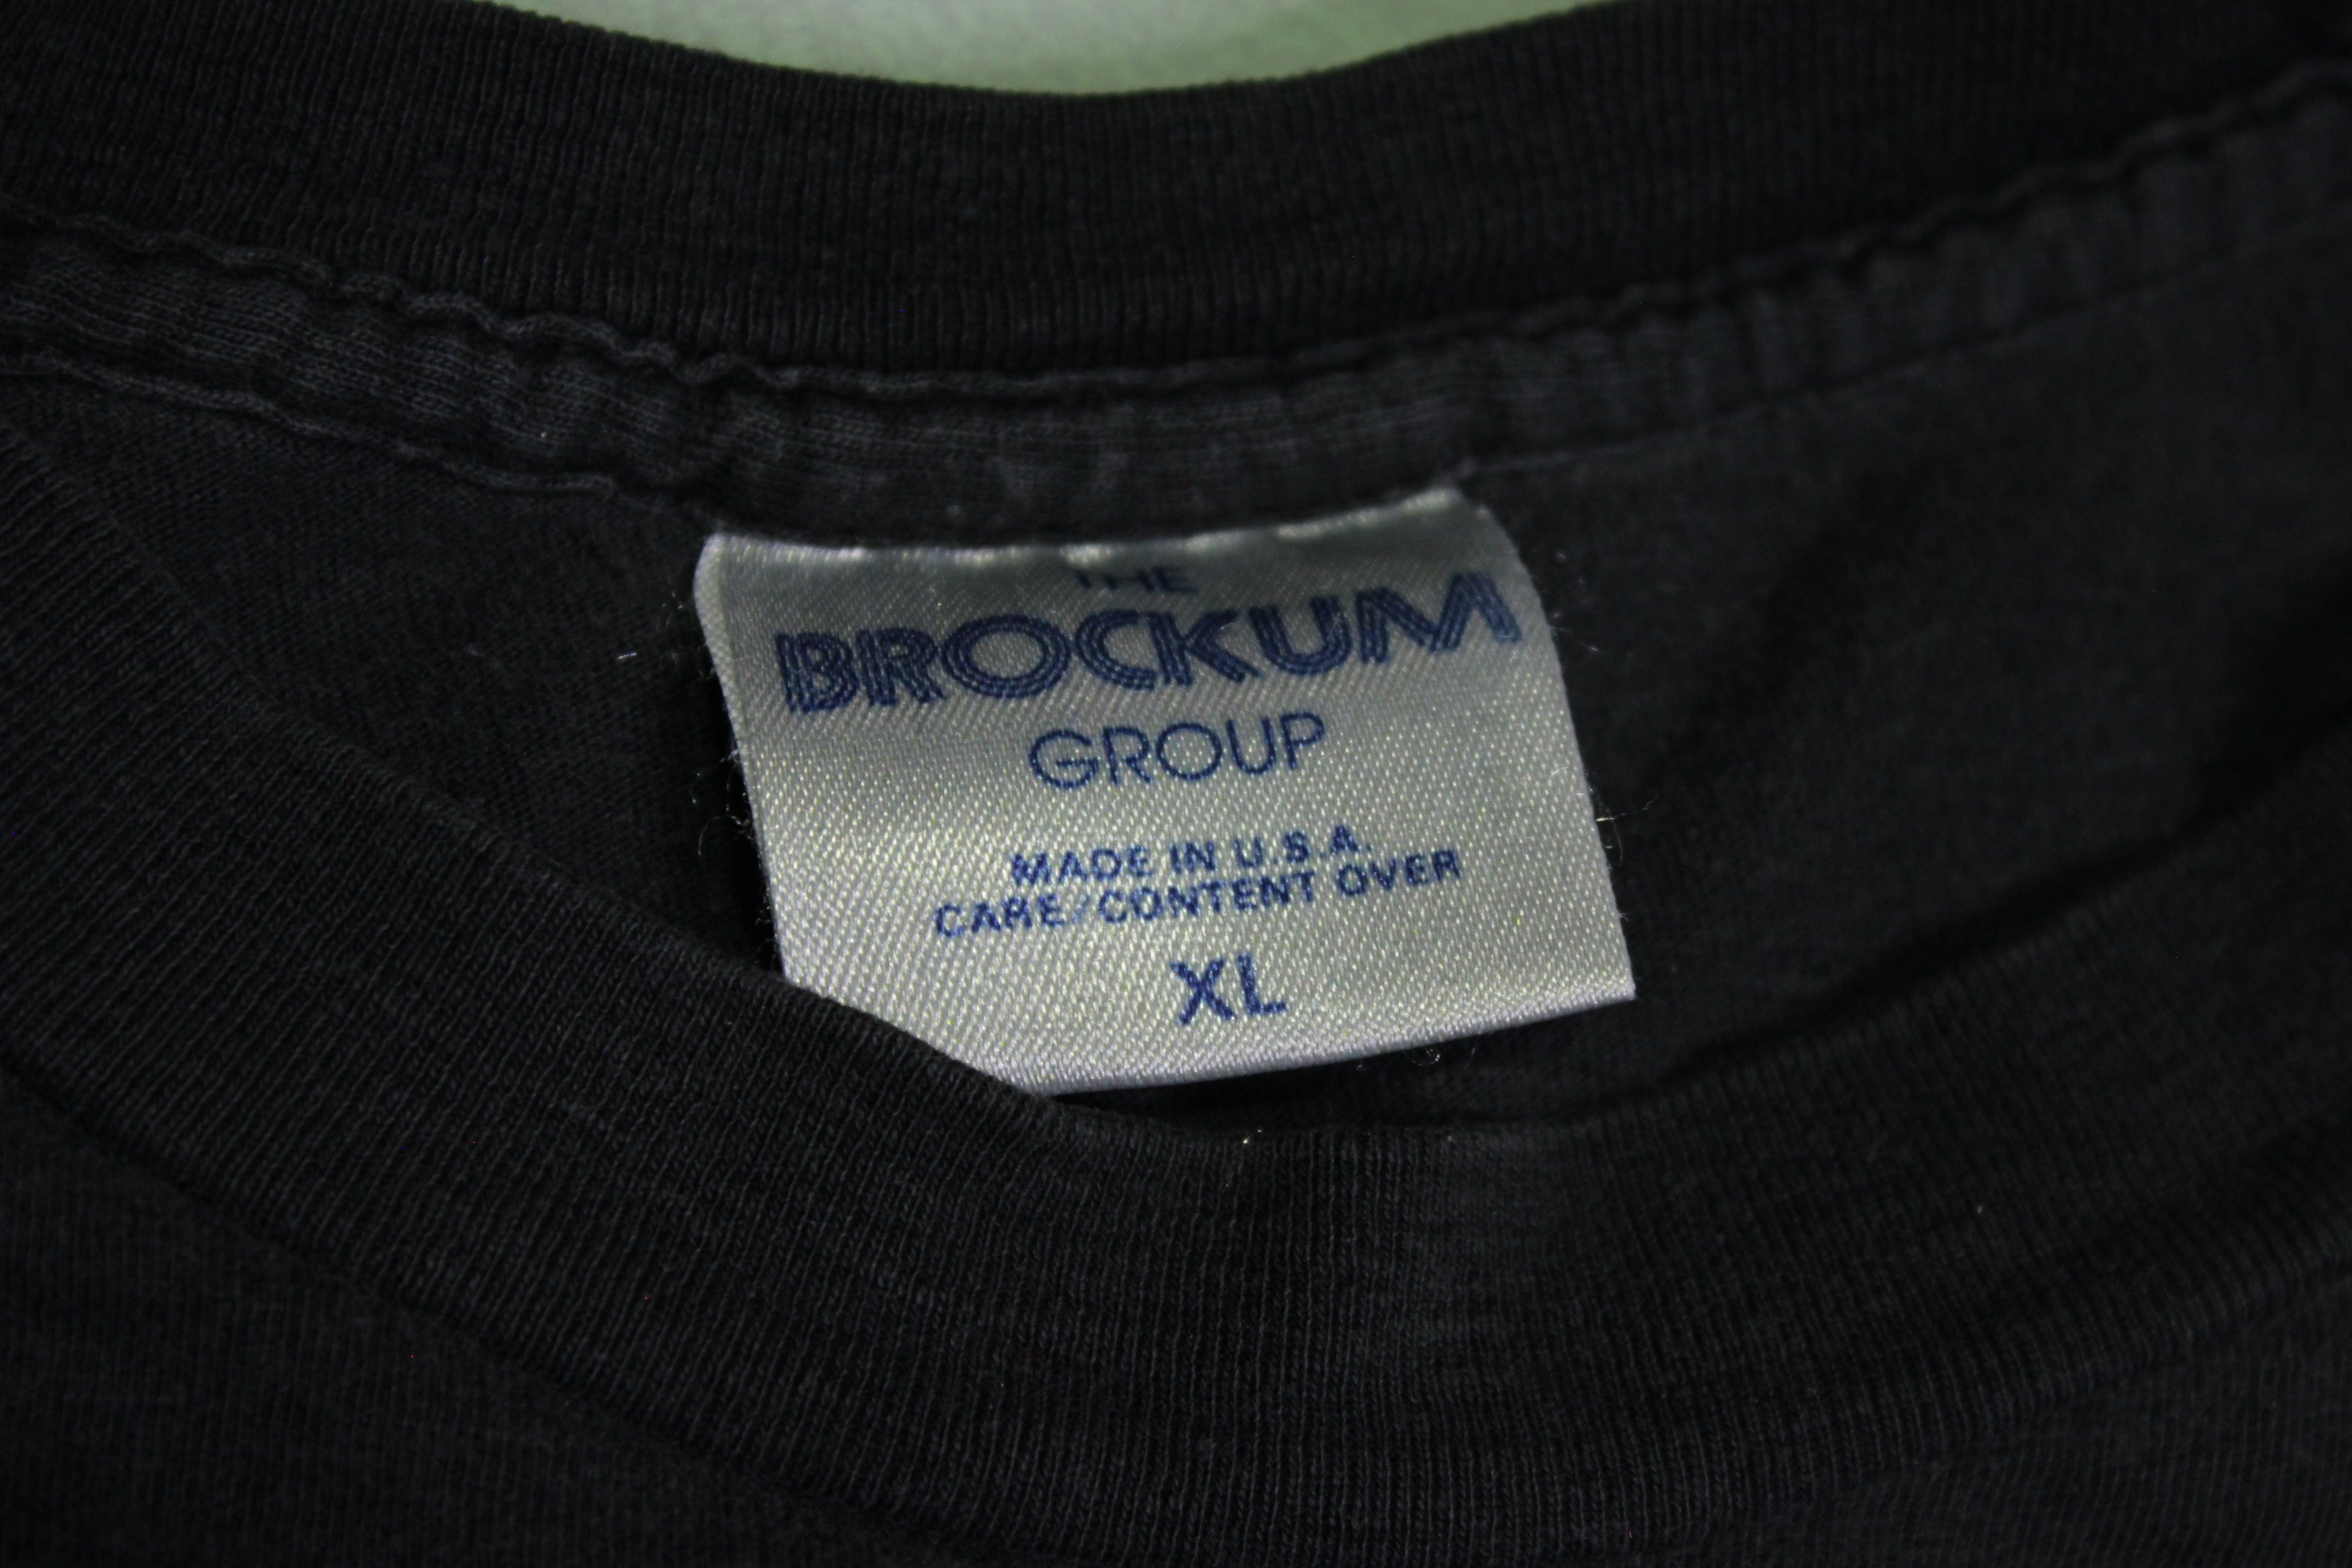 THE
BROCKUM
GROUP
MADE IN U.S.A.
CARE/CONTENT OVER
XL